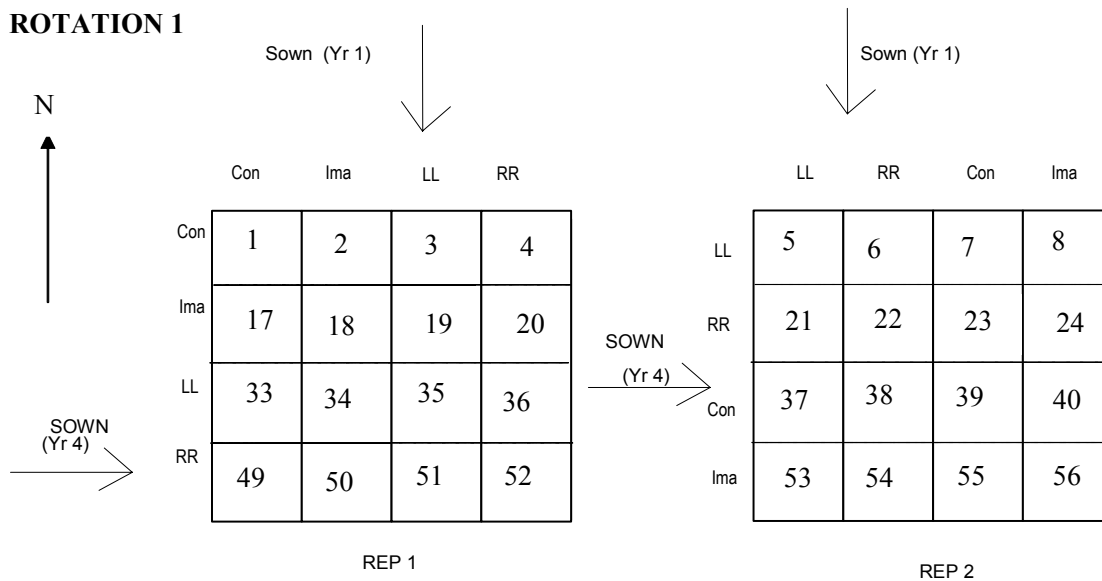 ROTATION 1
Sown (Yr 1)
Sown (Yr 1)
N
Con Ima LL RR
LL RR Con Ima
Con 1 2 3 4
LL 5 6 7 8
Ima 17 18 19 20
RR 21 22 23 24
SOWN
(Yr 4)
LL 33 34 35 36
Con 37 38 39 40
SOWN
(Yr 4)
RR 49 50 51 52
Ima 53 54 55 56
REP 1
REP 2